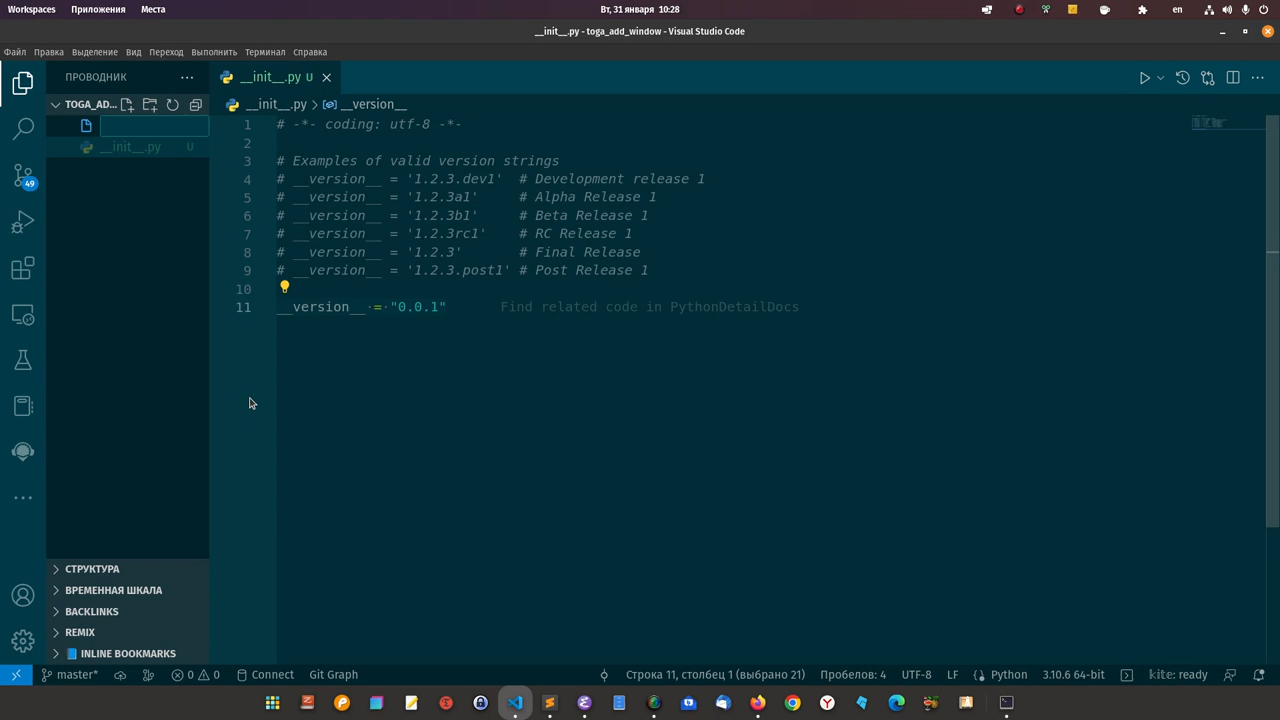 Workspaces Приложения Места
Вт, 31 января 10:28
en
__init__.py - toga_add_window - Visual Studio Code
Файл Правка Выделение Вид Переход Выполнить Терминал Справка
ПРОВОДНИК
__init__.py U
TOGA_AD...
__init__.py > __version__
__init__.py U
49
1 # -*- coding: utf-8 -*-
2
3 # Examples of valid version strings
4 # __version__ = '1.2.3.dev1' # Development release 1
5 # __version__ = '1.2.3a1' # Alpha Release 1
6 # __version__ = '1.2.3b1' # Beta Release 1
7 # __version__ = '1.2.3rc1' # RC Release 1
8 # __version__ = '1.2.3' # Final Release
9 # __version__ = '1.2.3.post1' # Post Release 1
10
11 __version__ = "0.0.1" Find related code in PythonDetailDocs
СТРУКТУРА
ВРЕМЕННАЯ ШКАЛА
BACKLINKS
REMIX
INLINE BOOKMARKS
master* 0 0 Connect Git Graph
Строка 11, столбец 1 (выбрано 21) Пробелов: 4 UTF-8 LF Python 3.10.6 64-bit kite: ready